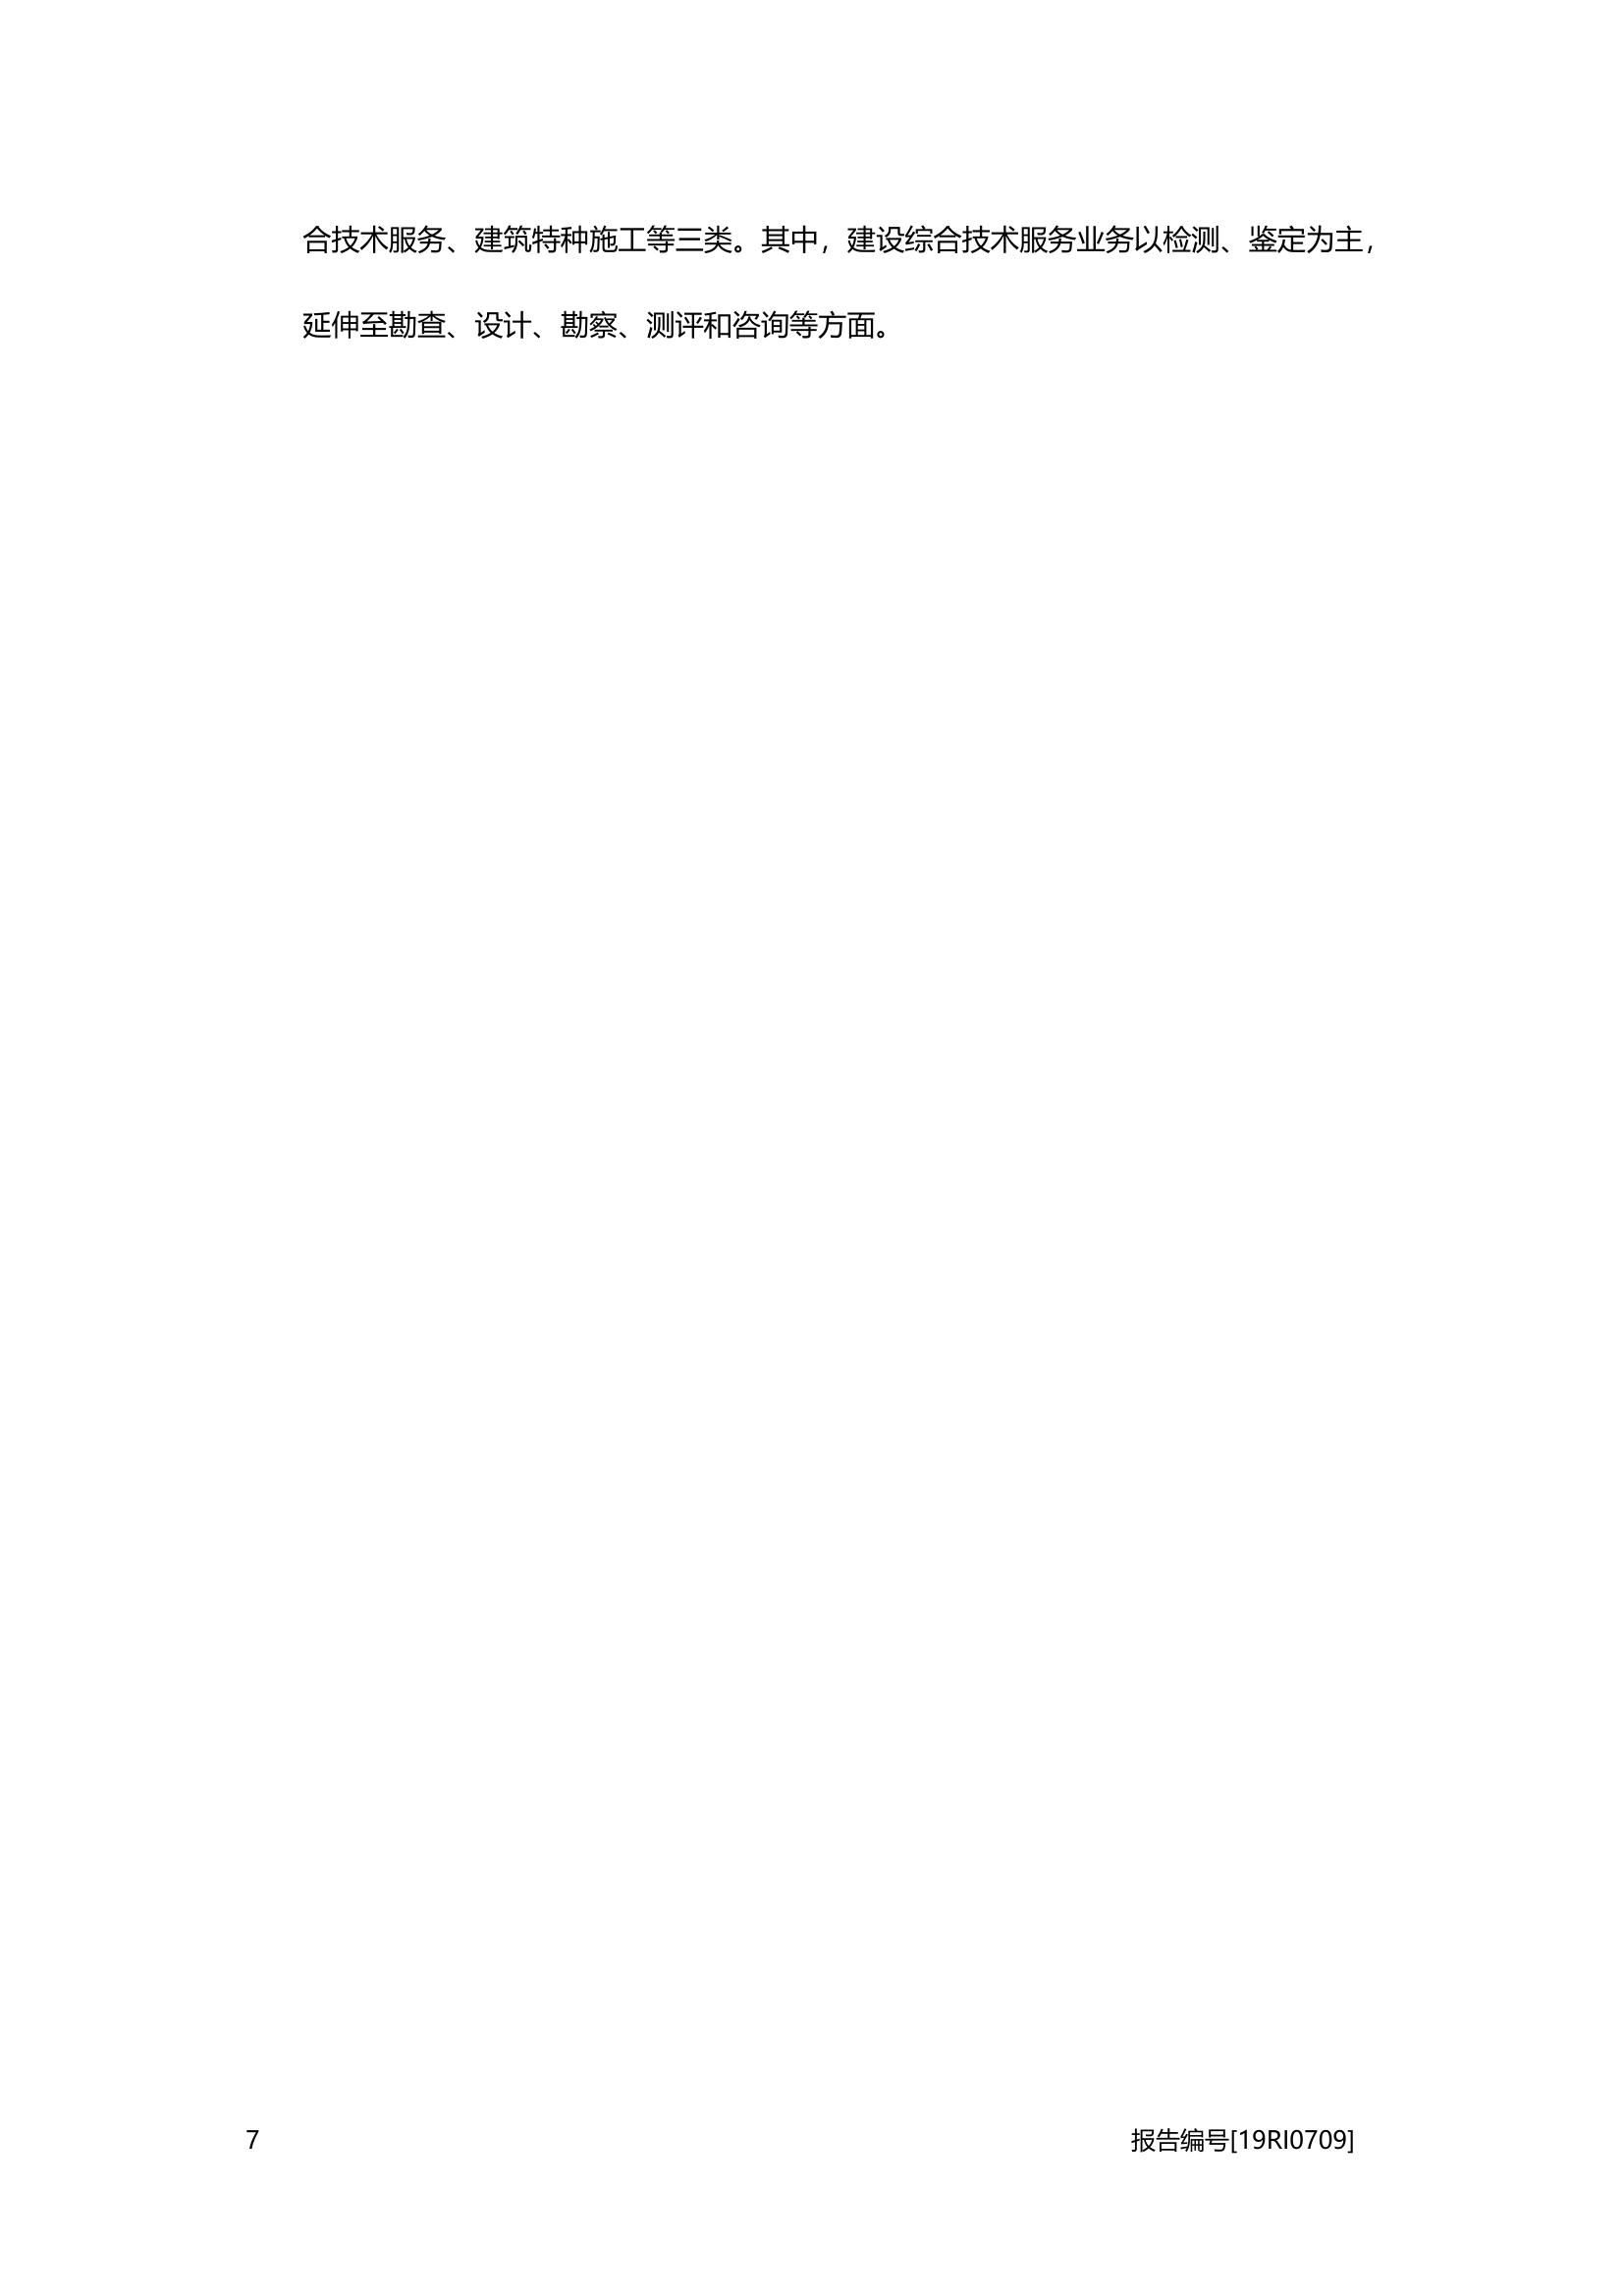 合技术服务、建筑特种施工等三类。其中，建设综合技术服务业务以检测、鉴定为主，
延伸至勘查、设计、勘察、测评和咨询等方面。
7 报告编号[19RI0709]